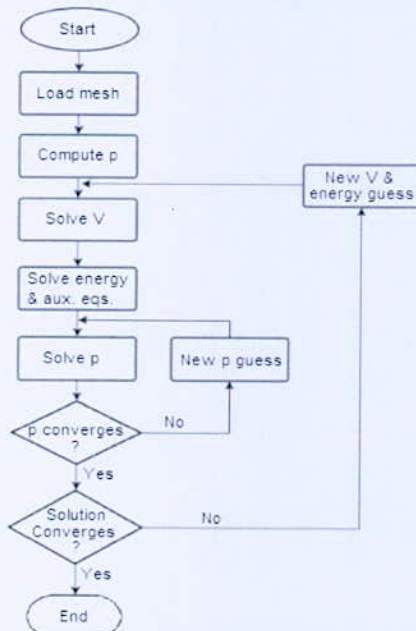 Start
Load mesh
Compute p
New V &
energy guess
Solve V
Solve energy
& aux. eqs.
Solve p
New p guess
p converges
?
No
Yes
Solution
Converges
?
No
Yes
End